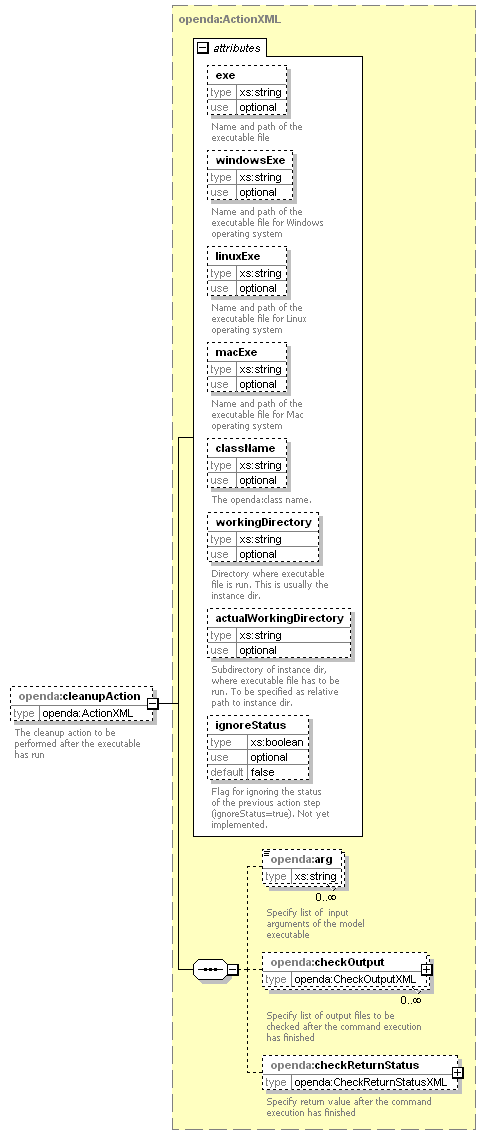 openda:ActionXML
attributes
exe
type xs:string
use optional
Name and path of the
executable file
windowsExe
type xs:string
use optional
Name and path of the
executable file for Windows
operating system
linuxExe
type xs:string
use optional
Name and path of the
executable file for Linux
operating system
macExe
type xs:string
use optional
Name and path of the
executable file for Mac
operating system
className
type xs:string
use optional
The openda:class name.
workingDirectory
type xs:string
use optional
Directory where executable
file is run. This is usually the
instance dir.
actualWorkingDirectory
type xs:string
use optional
Subdirectory of instance dir,
where executable file has to be
run. To be specified as relative
path to instance dir.
openda:cleanupAction
type openda:ActionXML
The cleanup action to be
performed after the executable
has run
ignoreStatus
type xs:boolean
use optional
default false
Flag for ignoring the status
of the previous action step
(ignoreStatus=true). Not yet
implemented.
openda:arg
type xs:string
0..∞
Specify list of input
arguments of the model
executable
openda:checkOutput
type openda:CheckOutputXML
0..∞
Specify list of output files to be
checked after the command execution
has finished
openda:checkReturnStatus
type openda:CheckReturnStatusXML
Specify return value after the command
execution has finished